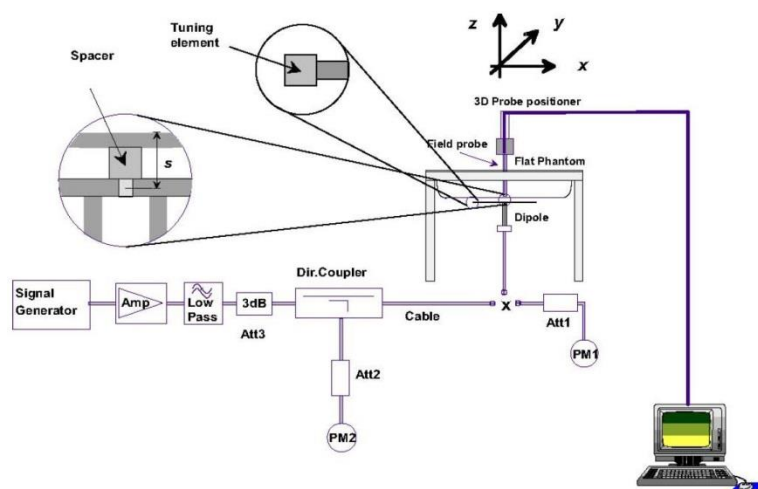 Tuning
element
Spacer
s
z
y
x
3D Probe positioner
Field probe
Flat Phantom
Dipole
Signal
Generator
Amp
Low
Pass
3dB
Att3
Dir.Coupler
Cable
x
Att1
PM1
Att2
PM2